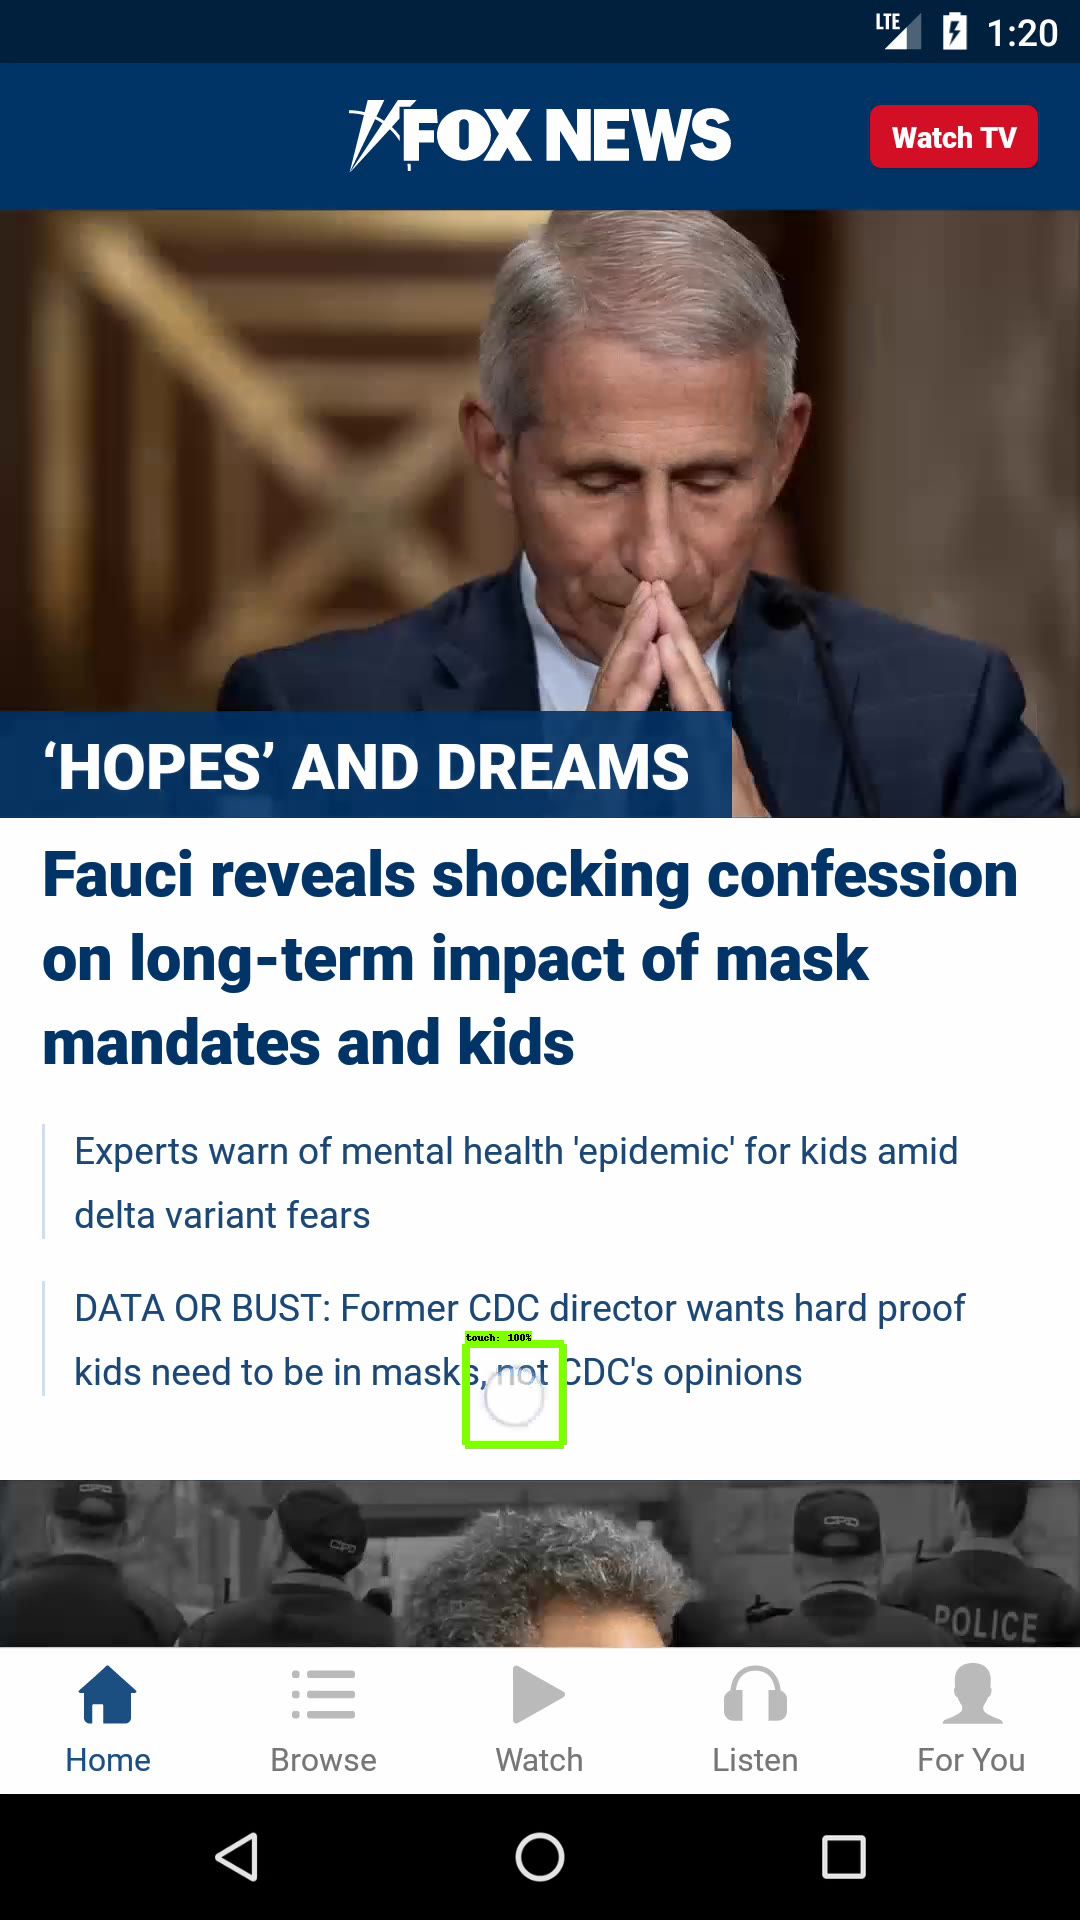 LTE 1:20
FOX NEWS
Watch TV
‘HOPES’ AND DREAMS
Fauci reveals shocking confession
on long-term impact of mask
mandates and kids
Experts warn of mental health 'epidemic' for kids amid
delta variant fears
DATA OR BUST: Former CDC director wants hard proof
touch: 100%
kids need to be in masks, not CDC's opinions
CPD
CPD
CPD
POLICE
Home Browse Watch Listen For You